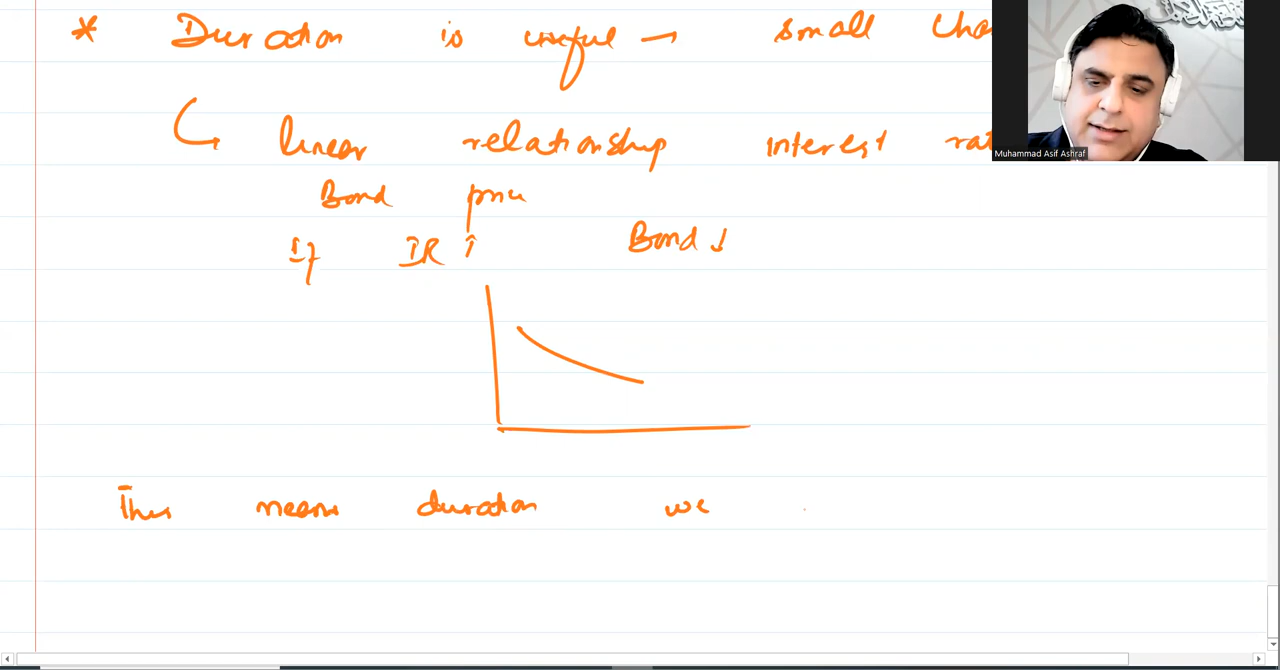 * Duration is useful → small Cha
linear relationship interest rat
Muhammad Asif Ashraf
Bond price
If IR ↑ Bond ↓
This means duration we